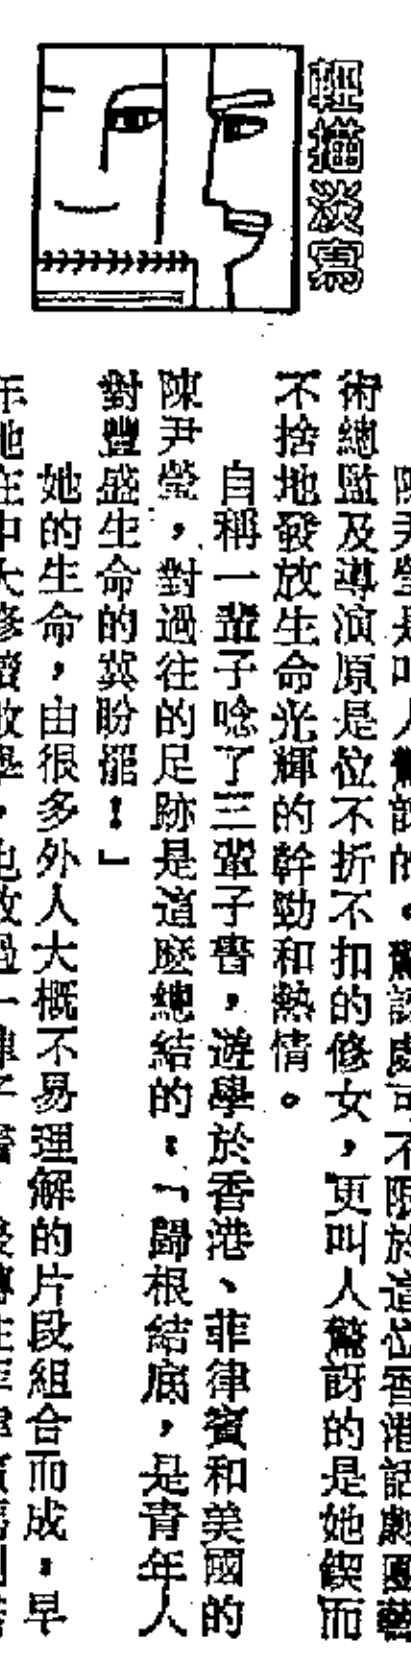 輕描淡寫
陳尹瑩是叫人驚訝的。驚訝處可不限於這位香港話劇團藝
術總監及導演原是位不折不扣的修女，更叫人驚訝的是她鍥而
不捨地發放生命光輝的幹勁和熱情。
自稱一輩子唸了三輩子書，遊學於香港、菲律賓和美國的
陳尹瑩，對過往的足跡是這麼總結的：「歸根結底，是青年人
對豐盛生命的冀盼罷！」
她的生命，由很多外人大概不易理解的片段組合而成。早